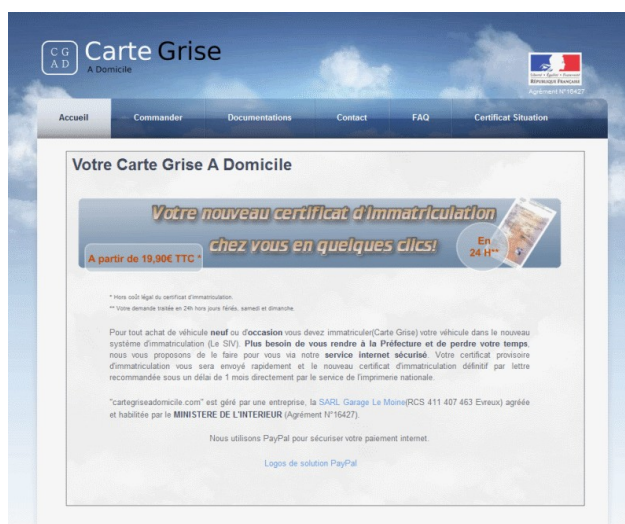 C G
A D
Carte Grise
A Domicile
Liberté • Égalité • Fraternité
RÉPUBLIQUE FRANÇAISE
Agrément N°16427
Accueil Commander Documentations Contact FAQ Certificat Situation
Votre Carte Grise A Domicile
Votre nouveau certificat d'immatriculation
chez vous en quelques clics!
A partir de 19,90€ TTC *
En
24 H**
* Hors coût légal du certificat d'immatriculation.
** Votre demande traitée en 24h hors jours fériés, samedi et dimanche.
Pour tout achat de véhicule neuf ou d'occasion vous devez immatriculer(Carte Grise) votre véhicule dans le nouveau
système d'immatriculation (Le SIV). Plus besoin de vous rendre à la Préfecture et de perdre votre temps,
nous vous proposons de le faire pour vous via notre service internet sécurisé. Votre certificat provisoire
d'immatriculation vous sera envoyé rapidement et le nouveau certificat d'immatriculation définitif par lettre
recommandée sous un délai de 1 mois directement par le service de l'imprimerie nationale.
"cartegriseadomicile.com" est géré par une entreprise, la SARL Garage Le Moine(RCS 411 407 463 Evreux) agréée
et habilitée par le MINISTERE DE L'INTERIEUR (Agrément N°16427).
Nous utilisons PayPal pour sécuriser votre paiement internet.
Logos de solution PayPal